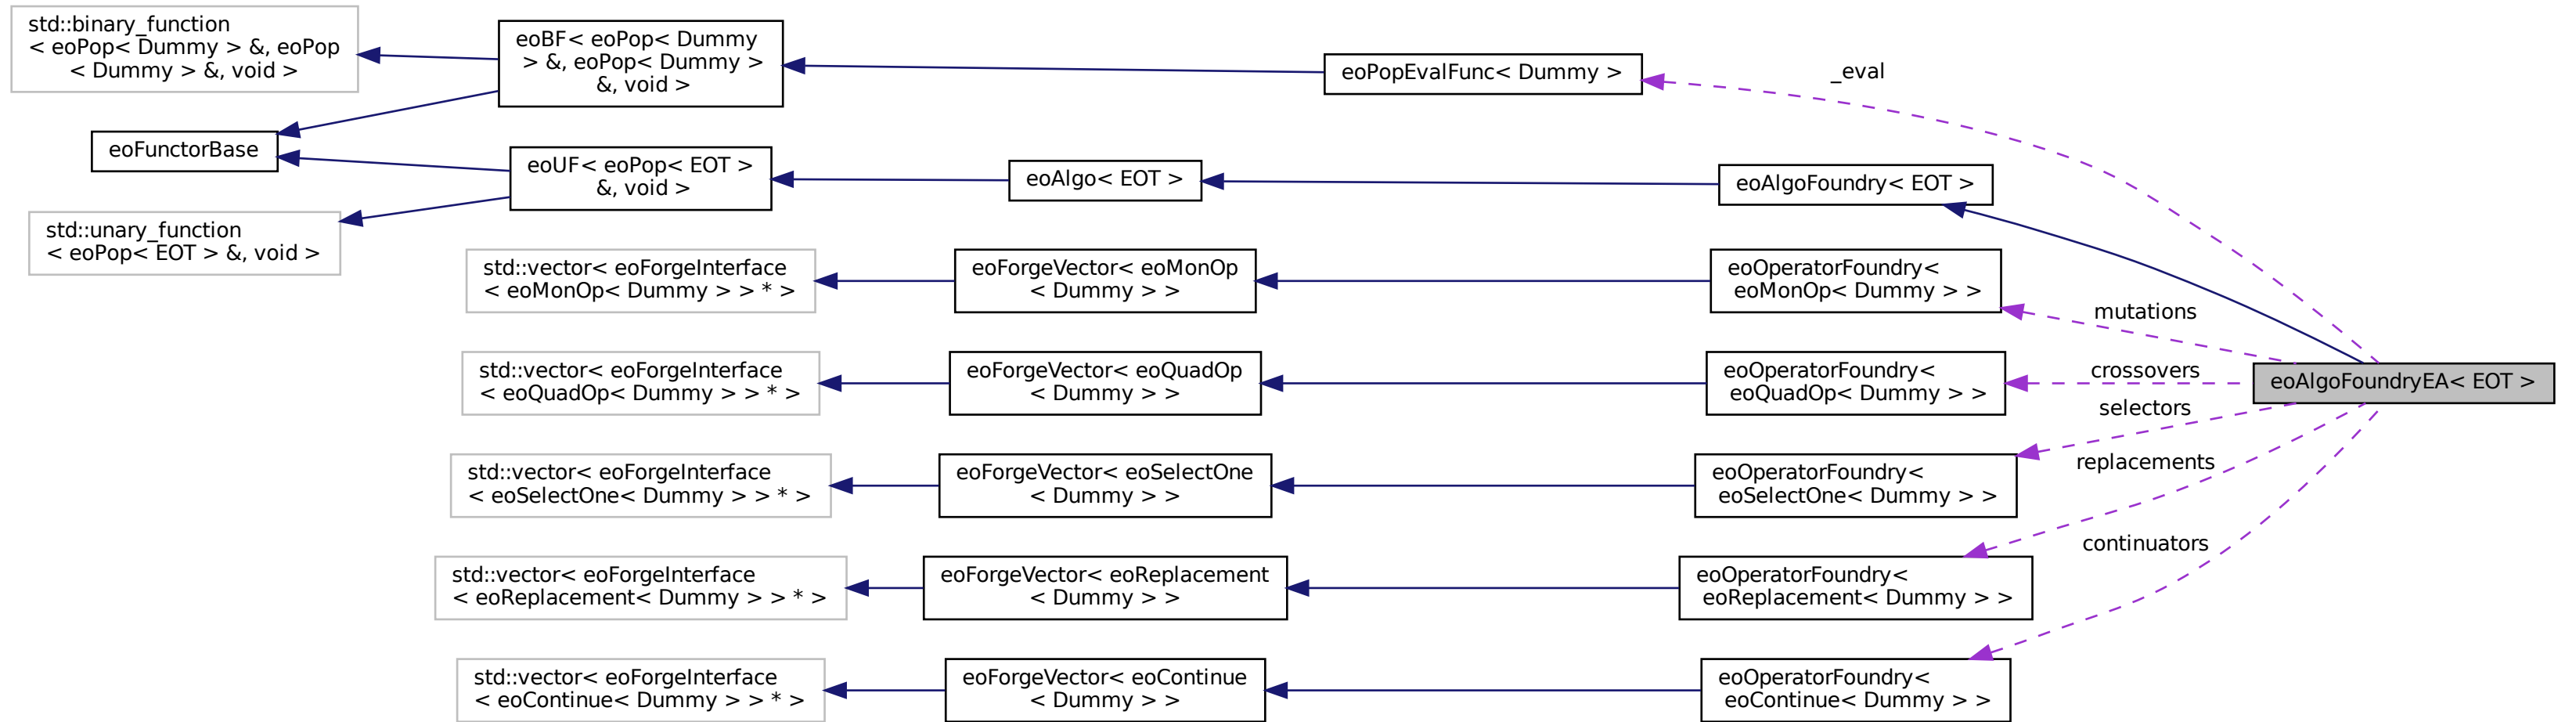 std::binary_function
< eoPop< Dummy > &, eoPop
< Dummy > &, void >
eoBF< eoPop< Dummy
> &, eoPop< Dummy >
&, void >
eoPopEvalFunc< Dummy >
_eval
eoFunctorBase
eoUF< eoPop< EOT >
&, void >
eoAlgo< EOT >
eoAlgoFoundry< EOT >
std::unary_function
< eoPop< EOT > &, void >
std::vector< eoForgeInterface
< eoMonOp< Dummy > > * >
eoForgeVector< eoMonOp
< Dummy > >
eoOperatorFoundry<
eoMonOp< Dummy > >
mutations
std::vector< eoForgeInterface
< eoQuadOp< Dummy > > * >
eoForgeVector< eoQuadOp
< Dummy > >
eoOperatorFoundry<
eoQuadOp< Dummy > >
crossovers
eoAlgoFoundryEA< EOT >
selectors
std::vector< eoForgeInterface
< eoSelectOne< Dummy > > * >
eoForgeVector< eoSelectOne
< Dummy > >
eoOperatorFoundry<
eoSelectOne< Dummy > >
replacements
std::vector< eoForgeInterface
< eoReplacement< Dummy > > * >
eoForgeVector< eoReplacement
< Dummy > >
eoOperatorFoundry<
eoReplacement< Dummy > >
continuators
std::vector< eoForgeInterface
< eoContinue< Dummy > > * >
eoForgeVector< eoContinue
< Dummy > >
eoOperatorFoundry<
eoContinue< Dummy > >